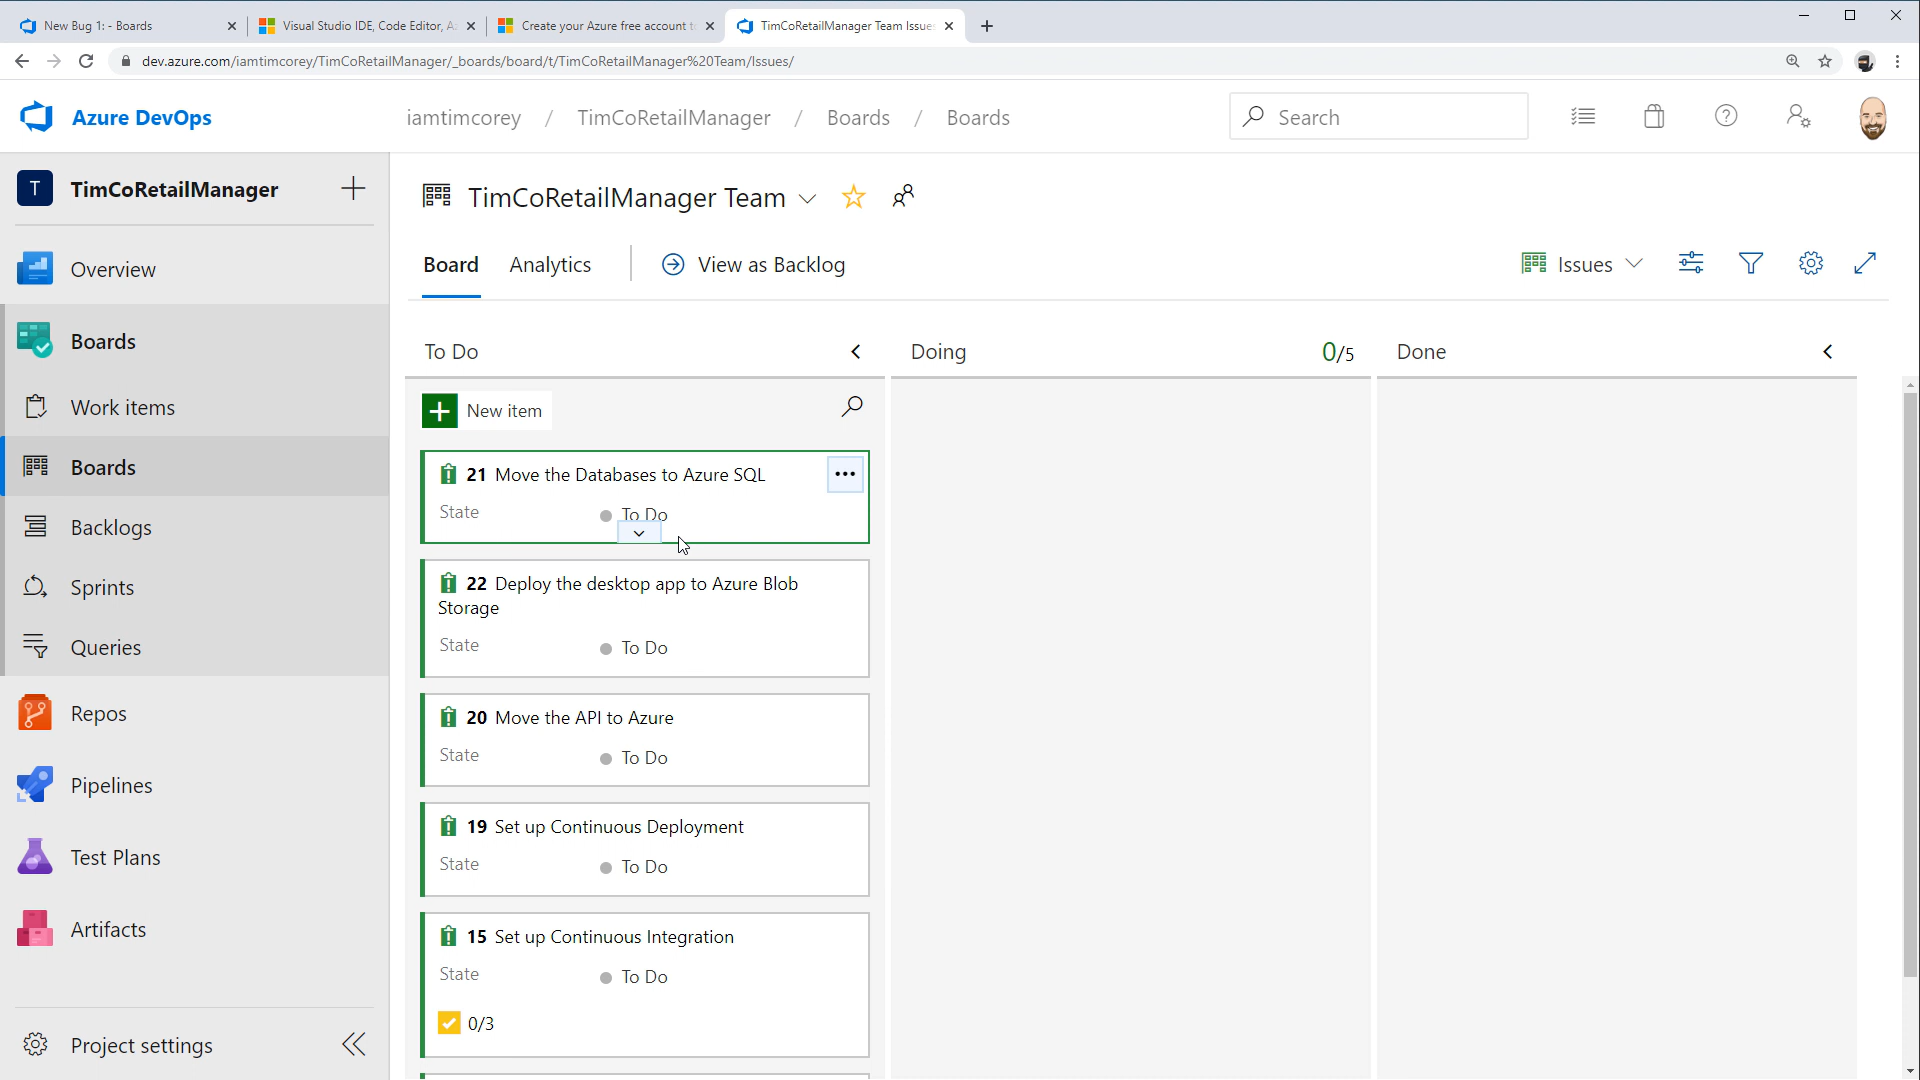 New Bug 1: - Boards
Visual Studio IDE, Code Editor, A
Create your Azure free account t
TimCoRetailManager Team Issues
dev.azure.com/iamtimcorey/TimCoRetailManager/_boards/board/t/TimCoRetailManager%20Team/Issues/
Azure DevOps
iamtimcorey / TimCoRetailManager / Boards / Boards
Search
T TimCoRetailManager
Overview
Boards
Work items
Boards
Backlogs
Sprints
Queries
Repos
Pipelines
Test Plans
Artifacts
Project settings
TimCoRetailManager Team
Board Analytics View as Backlog
Issues
To Do
Doing 0/5
Done
New item
21 Move the Databases to Azure SQL
State To Do
22 Deploy the desktop app to Azure Blob
Storage
State To Do
20 Move the API to Azure
State To Do
19 Set up Continuous Deployment
State To Do
15 Set up Continuous Integration
State To Do
0/3